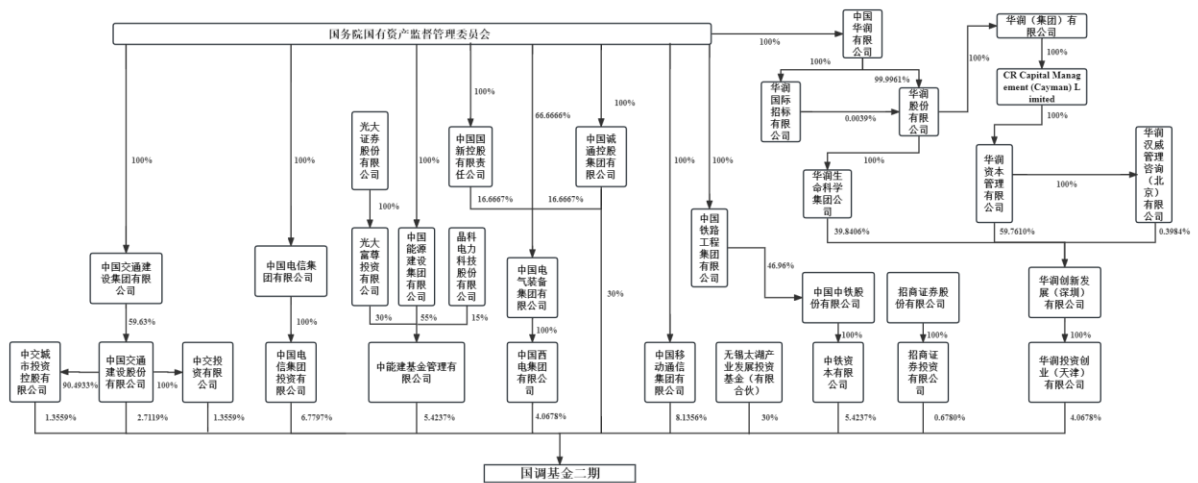 国务院国有资产监督管理委员会
100%
中国
华润
有限
公司
华润（集团）有
限公司
100%
99.9961%
100%
100%
华润
国际
招标
有限
公司
0.0039%
华润
股份
有限
公司
CR Capital Manag
ement (Cayman) L
imited
100%
100%
66.6666%
100%
光大
证券
股份
有限
公司
中国国
新控股
有限责
任公司
中国诚
通控股
集团有
限公司
100%
100%
100%
100%
100%
100%
华润生
命科学
集团公
司
华润
资本
管理
有限
公司
100%
华润
汉威
管理
咨询
（北
京）
有限
公司
100%
16.6667%
16.6667%
中国
铁路
工程
集团
有限
公司
39.8406%
59.7610%
0.3984%
中国交通建
设集团有限
公司
中国电信集
团有限公司
光大
富尊
投资
有限
公司
中国
能源
建设
集团
有限
公司
晶科
电力
科技
股份
有限
公司
中国电
气装备
集团有
限公司
46.96%
中国中铁股
份有限公司
招商证券股
份有限公司
华润创新发
展（深圳）有
限公司
59.63%
100%
30%
55%
15%
100%
30%
100%
100%
100%
中交城
市投资
控股有
限公司
90.4933%
中国交通
建设股份
有限公司
100%
中交投
资有限
公司
中国电
信集团
投资有
限公司
中能建基金管理有
限公司
中国西
电集团
有限公
司
中国移
动通信
集团有
限公司
无锡太湖产
业发展投资
基金（有限
合伙）
中铁资
本有限
公司
招商证
券投资
有限公
司
华润投资创
业（天津）
有限公司
1.3559%
2.7119%
1.3559%
6.7797%
5.4237%
4.0678%
8.1356%
30%
5.4237%
0.6780%
4.0678%
国调基金二期